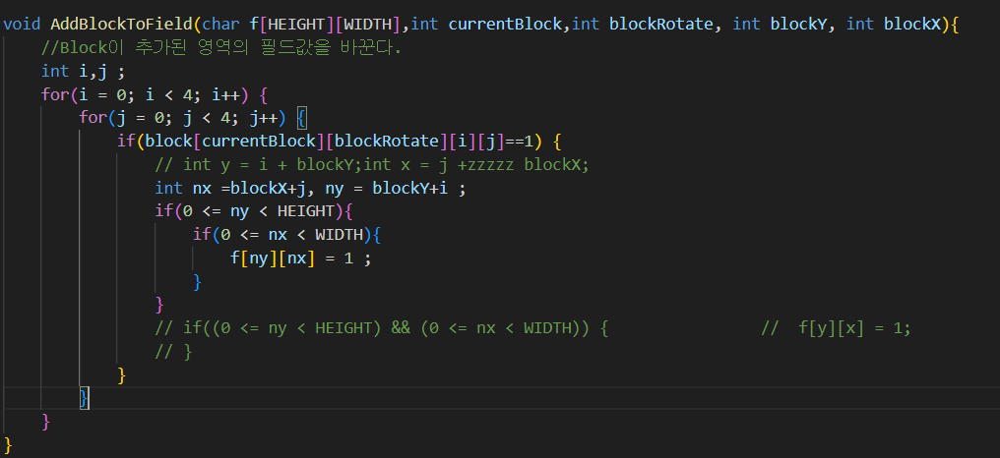 void AddBlockToField(char f[HEIGHT][WIDTH],int currentBlock,int blockRotate, int blockY, int blockX){
//Block이 추가된 영역의 필드값을 바꾼다.
int i,j ;
for(i = 0; i < 4; i++) {
for(j = 0; j < 4; j++) {
if(block[currentBlock][blockRotate][i][j]==1) {
// int y = i + blockY;int x = j +zzzzz blockX;
int nx =blockX+j, ny = blockY+i ;
if(0 <= ny < HEIGHT){
if(0 <= nx < WIDTH){
f[ny][nx] = 1 ;
}
}
// if((0 <= ny < HEIGHT) && (0 <= nx < WIDTH)) {                //  f[y][x] = 1;
// }
}
}
}
}